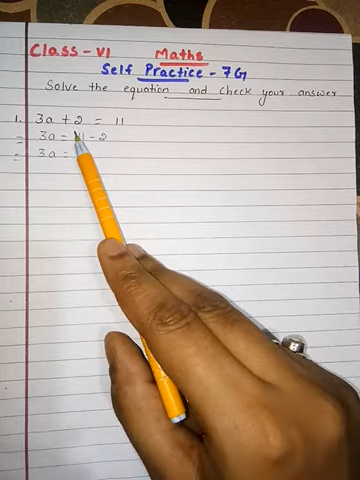 Class - VI Maths
Self Practice - 7G
Solve the equation and check your answer
1. 3a + 2 = 11
= 3a = 11 - 2
= 3a =